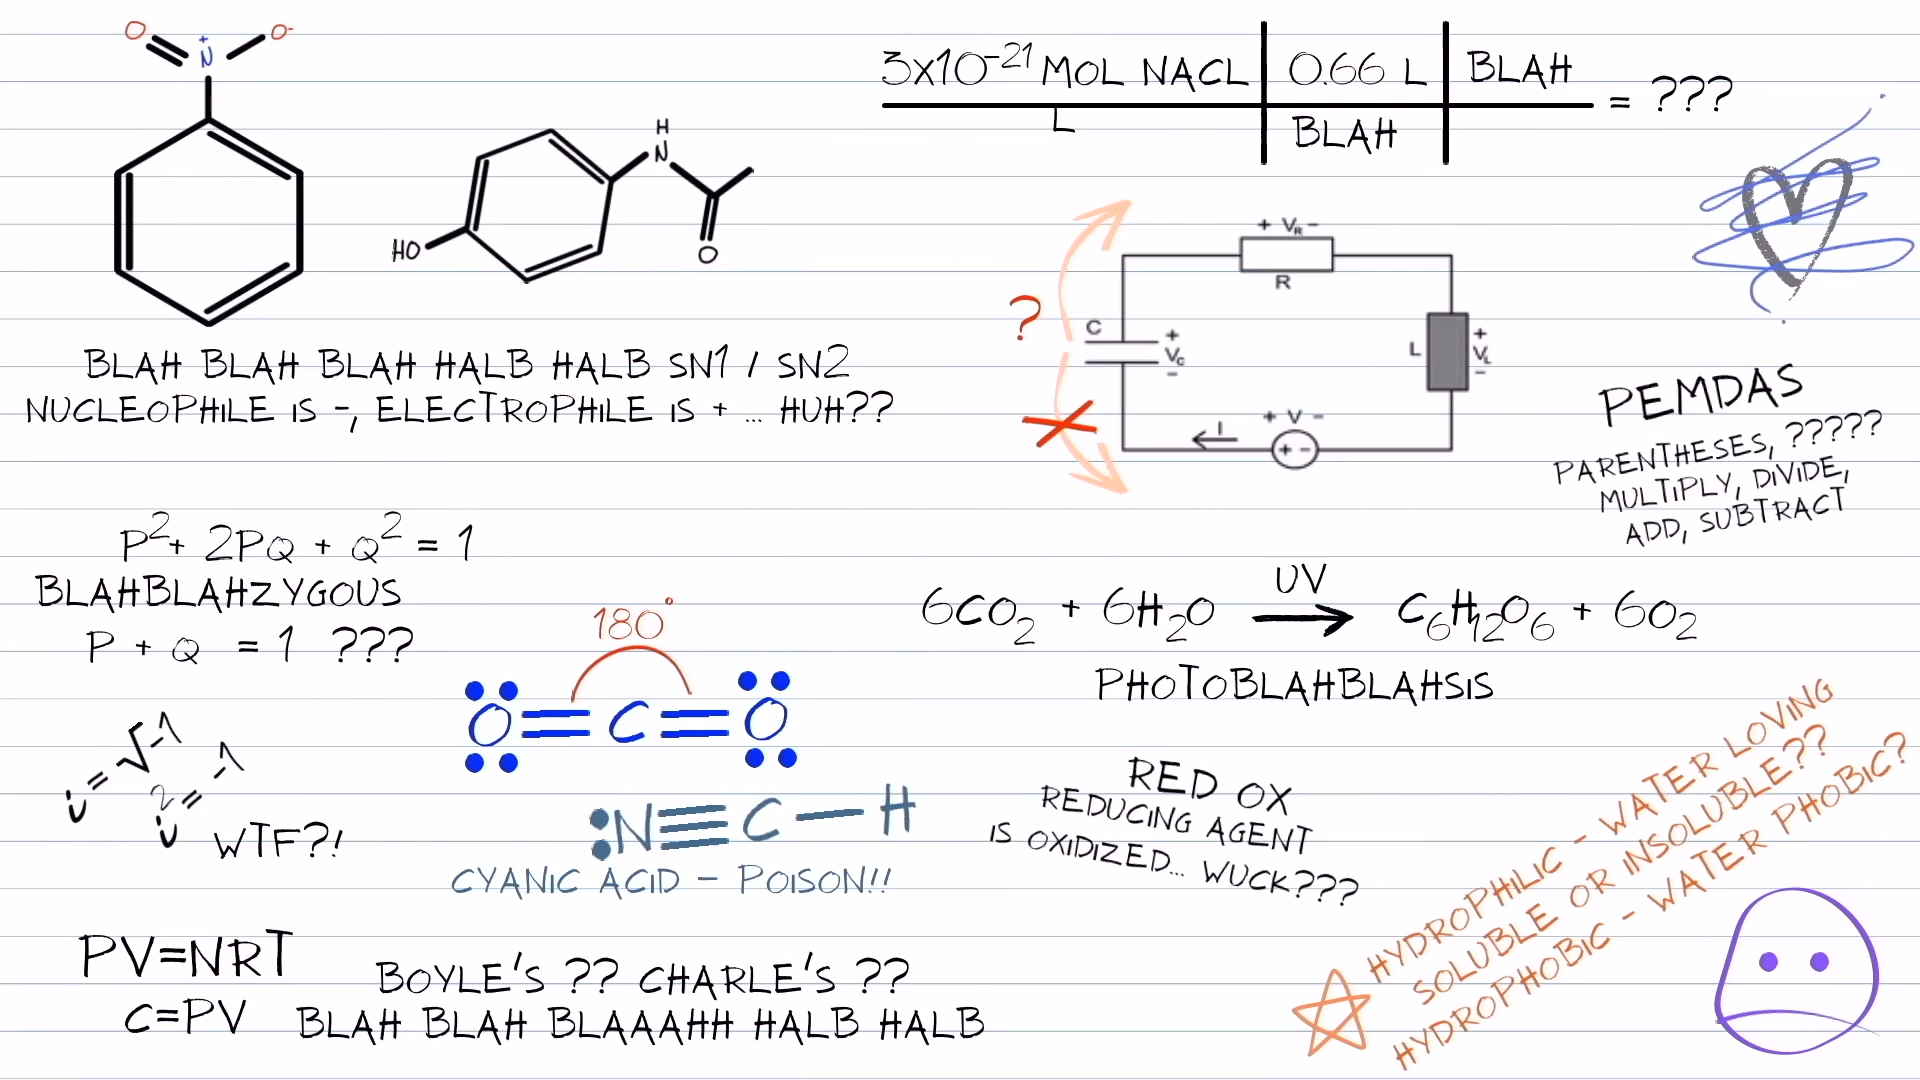 O N+ O-
H
N
HO
O
BLAH BLAH BLAH HALB HALB SN1 / SN2
NUCLEOPHILE IS -, ELECTROPHILE IS + ... HUH??
3x10-21 MOL NACL 0.66 L BLAH
L BLAH
= ???
+ VR -
R
?
C
+
VC
-
L
+
VL
-
+ V -
I
+ -
PEMDAS
PARENTHESES, ?????
MULTIPLY, DIVIDE,
ADD, SUBTRACT
P2+ 2PQ + Q2 = 1
BLAHBLAHZYGOUS
P + Q = 1 ???
i = √-1
i2 = -1
WTF?!
180°
O = C = O
:N≡C-H
CYANIC ACID - POISON!!
UV
6CO2 + 6H2O → C6H12O6 + 6O2
PHOTOBLAHBLAHSIS
RED OX
REDUCING AGENT
IS OXIDIZED... WUCK???
HYDROPHILIC - WATER LOVING
SOLUBLE OR INSOLUBLE??
HYDROPHOBIC - WATER PHOBIC?
PV=NRT
C=PV
BOYLE'S ?? CHARLE'S ??
BLAH BLAH BLAAAHH HALB HALB